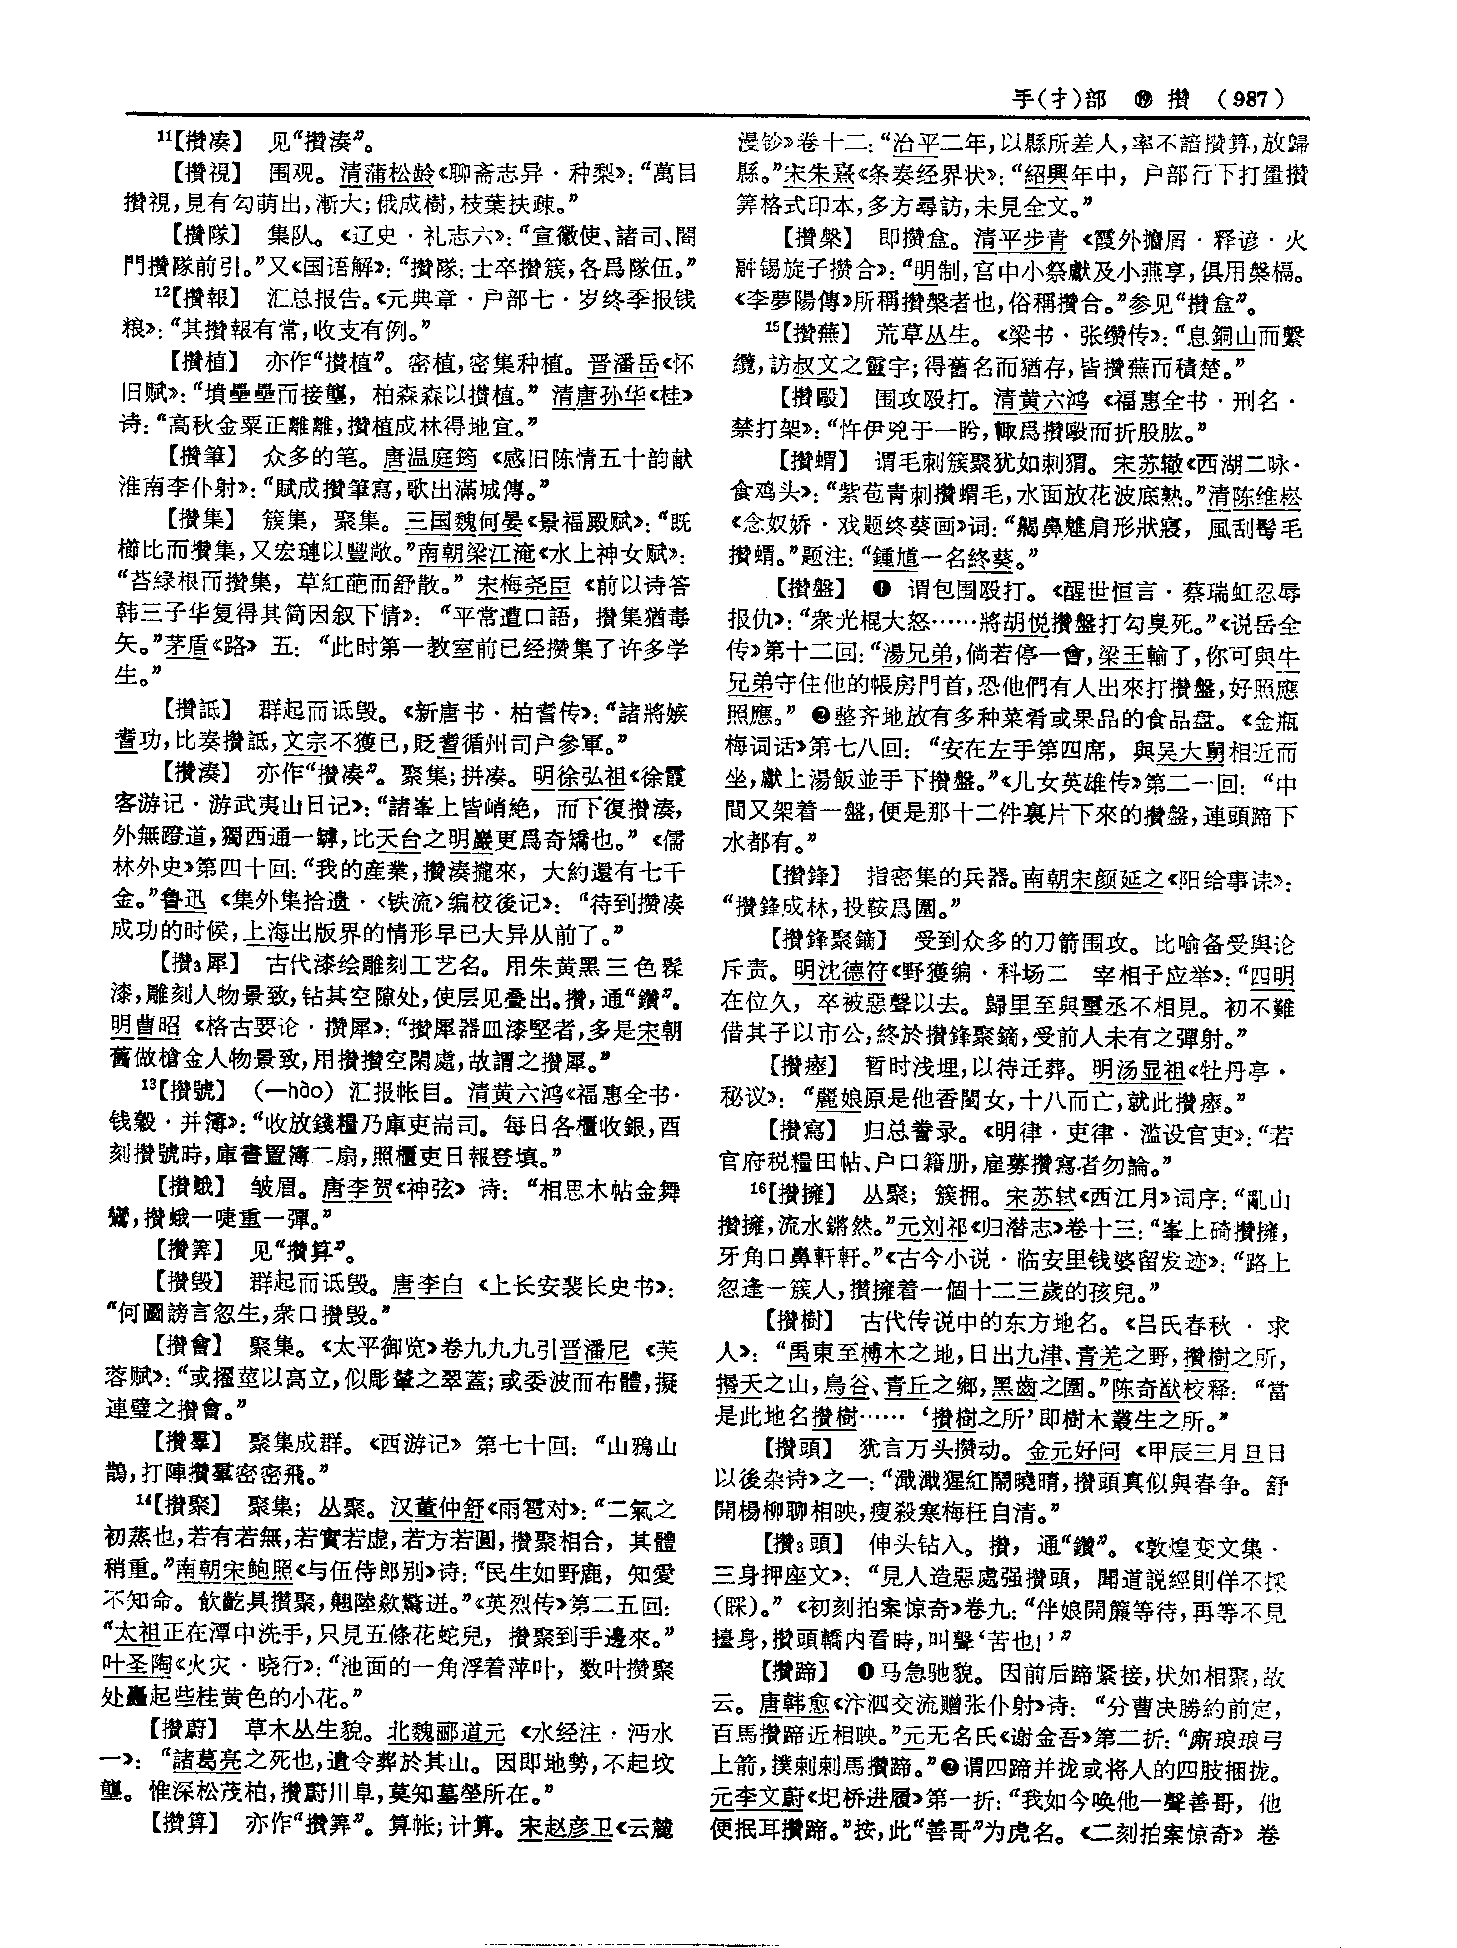 手(扌)部 ⑲ 攢 (987)
11【攢凑】 见“攢湊”。
【攢視】 围观。清蒲松龄《聊斋志异·种梨》：“萬目
攢視，見有勾萌出，漸大；俄成樹，枝葉扶疎。”
【攢隊】 集队。《辽史·礼志六》：“宣徽使、諸司、閤
門攢隊前引。”又《国语解》：“攢隊：士卒攢簇，各爲隊伍。”
12【攢報】 汇总报告。《元典章·户部七·岁终季报钱
粮》：“其攢報有常，收支有例。”
【攢植】 亦作“攅植”。密植，密集种植。晋潘岳《怀
旧赋》：“墳壘壘而接壟，柏森森以攢植。”清唐孙华《桂》
诗：“高秋金粟正離離，攢植成林得地宜。”
【攢筆】 众多的笔。唐温庭筠《感旧陈情五十韵献
淮南李仆射》：“賦成攢筆寫，歌出滿城傳。”
【攢集】 簇集，聚集。三国魏何晏《景福殿赋》：“既
櫛比而攢集，又宏璉以豐敞。”南朝梁江淹《水上神女赋》：
“苔緑根而攢集，草紅葩而舒散。”宋梅尧臣《前以诗答
韩三子华复得其简因叙下情》：“平常遭口語，攢集猶毒
矢。”茅盾《路》五：“此时第一教室前已经攒集了许多学
生。”
【攢詆】 群起而诋毁。《新唐书·柏耆传》：“諸將嫉
耆功，比奏攢詆，文宗不獲已，貶耆循州司户參軍。”
【攢湊】 亦作“攢凑”。聚集；拼凑。明徐弘祖《徐霞
客游记·游武夷山日记》：“諸峯上皆峭絶，而下復攢湊，
外無磴道，獨西通一罅，比天台之明巖更爲奇矯也。”《儒
林外史》第四十回：“我的産業，攢湊攏來，大約還有七千
金。”鲁迅《集外集拾遗·〈铁流〉编校後记》：“待到攒凑
成功的时候，上海出版界的情形早已大异从前了。”
【攢3犀】 古代漆绘雕刻工艺名。用朱黄黑三色髹
漆，雕刻人物景致，钻其空隙处，使层见叠出。攢，通“鑽”。
明曹昭《格古要论·攒犀》：“攢犀器皿漆堅者，多是宋朝
舊做槍金人物景致，用攢攢空閑處，故謂之攢犀。”
13【攢號】 （—hào）汇报帐目。清黄六鸿《福惠全书·
钱穀·并簿》：“收放錢糧乃庫吏耑司。每日各櫃收銀，酉
刻攢號時，庫書置簿二扇，照櫃吏日報登填。”
【攢蛾】 皱眉。唐李贺《神弦》诗：“相思木帖金舞
鸞，攢蛾一啑重一彈。”
【攢筭】 见“攢算”。
【攢毁】 群起而诋毁。唐李白《上长安裴长史书》：
“何圖謗言忽生，衆口攢毁。”
【攢會】 聚集。《太平御览》卷九九九引晋潘尼《芙
蓉赋》：“或擢莖以高立，似彫輦之翠蓋；或委波而布體，擬
連璧之攢會。”
【攢羣】 聚集成群。《西游记》第七十回：“山鴉山
鵲，打陣攢羣密密飛。”
14【攢聚】 聚集；丛聚。汉董仲舒《雨雹对》：“二氣之
初蒸也，若有若無，若實若虚，若方若圓，攢聚相合，其體
稍重。”南朝宋鲍照《与伍侍郎别》诗：“民生如野鹿，知愛
不知命。飲齕具攢聚，翹陸欻驚迸。”《英烈传》第二五回：
“太祖正在潭中洗手，只見五條花蛇兒，攢聚到手邊來。”
叶圣陶《火灾·晓行》：“池面的一角浮着萍叶，数叶攒聚
处矗起些桂黄色的小花。”
【攢蔚】 草木丛生貌。北魏郦道元《水经注·沔水
一》：“諸葛亮之死也，遺令葬於其山。因即地勢，不起坟
壟。惟深松茂柏，攢蔚川阜，莫知墓塋所在。”
【攢算】 亦作“攢筭”。算帐；计算。宋赵彦卫《云麓
漫钞》卷十二：“治平二年，以縣所差人，率不諳攢算，放歸
縣。”宋朱熹《条奏经界状》：“紹興年中，户部行下打量攢
筭格式印本，多方尋訪，未見全文。”
【攢槃】 即攒盒。清平步青《霞外攟屑·释谚·火
辟锡旋子攒合》：“明制，宫中小祭獻及小燕享，俱用槃榀。
《李夢陽傳》所稱攢槃者也，俗稱攢合。”参见“攢盒”。
15【攢蕪】 荒草丛生。《梁书·张缵传》：“息銅山而繫
纜，訪叔文之靈宇；得舊名而猶存，皆攢蕪而積楚。”
【攢毆】 围攻殴打。清黄六鸿《福惠全书·刑名·
禁打架》：“忤伊兇于一眄，輒爲攢毆而折股肱。”
【攢蝟】 谓毛刺簇聚犹如刺猬。宋苏辙《西湖二咏·
食鸡头》：“紫苞青刺攢蝟毛，水面放花波底熟。”清陈维崧
《念奴娇·戏题终葵画》词：“齃鼻魋肩形狀寢，風刮髩毛
攢蝟。”题注：“鍾馗一名終葵。”
【攢盤】 ❶ 谓包围殴打。《醒世恒言·蔡瑞虹忍辱
报仇》：“衆光棍大怒……將胡悦攢盤打勾臭死。”《说岳全
传》第十二回：“湯兄弟，倘若停一會，梁王輸了，你可與牛
兄弟守住他的帳房門首，恐他們有人出來打攢盤，好照應
照應。” ❷整齐地放有多种菜肴或果品的食品盘。《金瓶
梅词话》第七八回：“安在左手第四席，與吴大舅相近而
坐，獻上湯飯並手下攢盤。”《儿女英雄传》第二一回：“中
間又架着一盤，便是那十二件裹片下來的攢盤，連頭蹄下
水都有。”
【攢鋒】 指密集的兵器。南朝宋颜延之《阳给事诔》：
“攢鋒成林，投鞍爲圍。”
【攢鋒聚鏑】 受到众多的刀箭围攻。比喻备受舆论
斥责。明沈德符《野獲编·科场二 宰相子应举》：“四明
在位久，卒被惡聲以去。歸里至與璽丞不相見。初不難
借其子以市公，終於攢鋒聚鏑，受前人未有之彈射。”
【攢瘞】 暂时浅埋，以待迁葬。明汤显祖《牡丹亭·
秘议》：“麗娘原是他香閨女，十八而亡，就此攢瘞。”
【攢寫】 归总誊录。《明律·吏律·滥设官吏》：“若
官府税糧田帖、户口籍册，雇募攢寫者勿論。”
16【攢擁】 丛聚；簇拥。宋苏轼《西江月》词序：“亂山
攢擁，流水鏘然。”元刘祁《归潜志》卷十三：“峯上碕攢擁，
牙角口鼻軒軒。”《古今小说·临安里钱婆留发迹》：“路上
忽逢一簇人，攢擁着一個十二三歲的孩兒。”
【攢樹】 古代传说中的东方地名。《吕氏春秋·求
人》：“禹東至榑木之地，日出九津、青羌之野，攢樹之所，
㨉天之山，鳥谷、青丘之鄉，黑齒之國。”陈奇猷校释：“當
是此地名攢樹……‘攢樹之所’即樹木叢生之所。”
【攢頭】 犹言万头攒动。金元好问《甲辰三月旦日
以後杂诗》之一：“濺濺猩紅鬧曉晴，攢頭真似與春争。舒
開楊柳聊相映，瘦殺寒梅枉自清。”
【攢3頭】 伸头钻入。攢，通“鑽”。《敦煌变文集·
三身押座文》：“見人造惡處强攢頭，聞道説經則佯不採
（睬）。”《初刻拍案惊奇》卷九：“伴娘開簾等待，再等不見
擡身，攢頭轎内看時，叫聲‘苦也！’”
【攢蹄】 ❶马急驰貌。因前后蹄紧接，状如相聚，故
云。唐韩愈《汴泗交流赠张仆射》诗：“分曹决勝約前定，
百馬攢蹄近相映。”元无名氏《谢金吾》第二折：“厮琅琅弓
上箭，撲剌剌馬攢蹄。”❷谓四蹄并拢或将人的四肢捆拢。
元李文蔚《圯桥进履》第一折：“我如今唤他一聲善哥，他
便抿耳攢蹄。”按，此“善哥”为虎名。《二刻拍案惊奇》卷